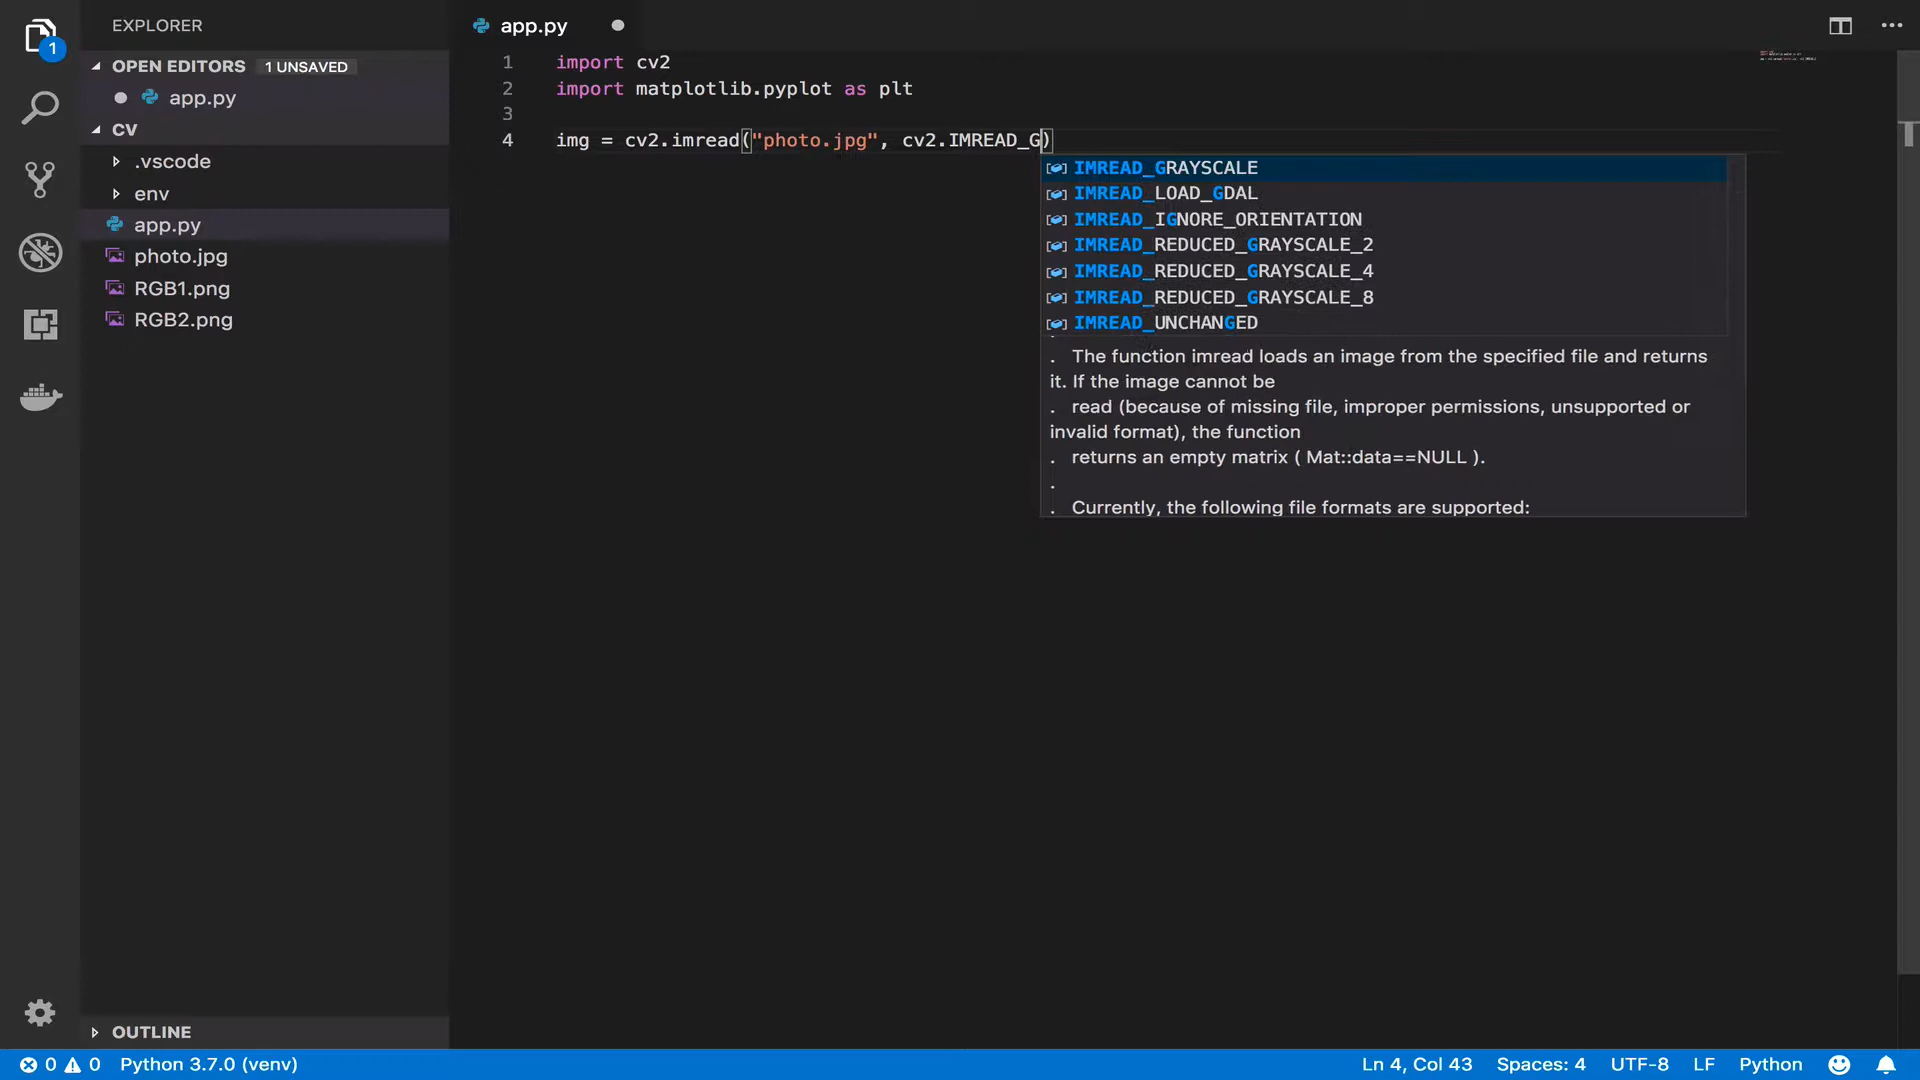 EXPLORER
OPEN EDITORS 1 UNSAVED
app.py
CV
.vscode
env
app.py
photo.jpg
RGB1.png
RGB2.png
OUTLINE
1
app.py
1 import cv2
2 import matplotlib.pyplot as plt
3
4 img = cv2.imread("photo.jpg", cv2.IMREAD_G)
IMREAD_GRAYSCALE
IMREAD_LOAD_GDAL
IMREAD_IGNORE_ORIENTATION
IMREAD_REDUCED_GRAYSCALE_2
IMREAD_REDUCED_GRAYSCALE_4
IMREAD_REDUCED_GRAYSCALE_8
IMREAD_UNCHANGED
. The function imread loads an image from the specified file and returns
it. If the image cannot be
. read (because of missing file, improper permissions, unsupported or
invalid format), the function
. returns an empty matrix ( Mat::data==NULL ).
.
. Currently, the following file formats are supported:
0 0 Python 3.7.0 (venv) Ln 4, Col 43 Spaces: 4 UTF-8 LF Python